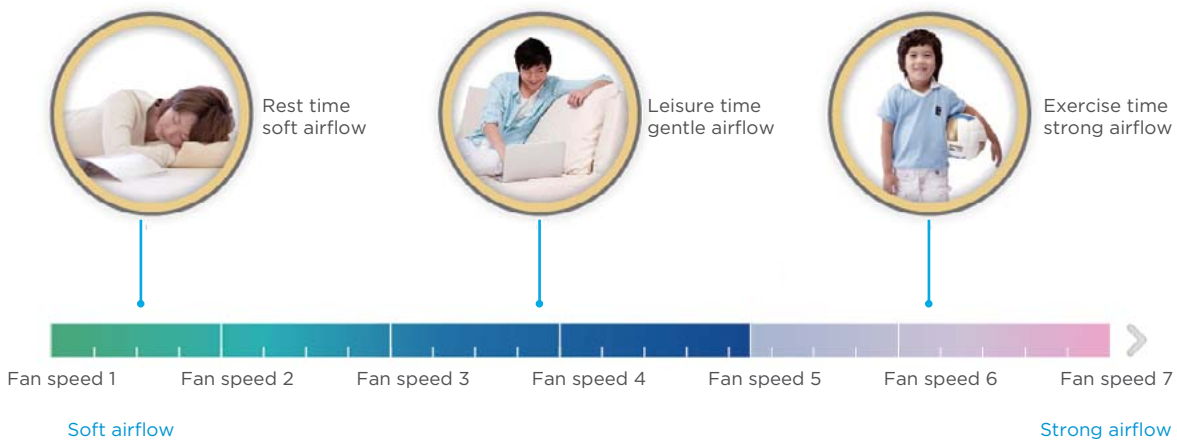 Rest time
soft airflow
Leisure time
gentle airflow
Exercise time
strong airflow
Fan speed 1
Fan speed 2
Fan speed 3
Fan speed 4
Fan speed 5
Fan speed 6
Fan speed 7
Soft airflow
Strong airflow